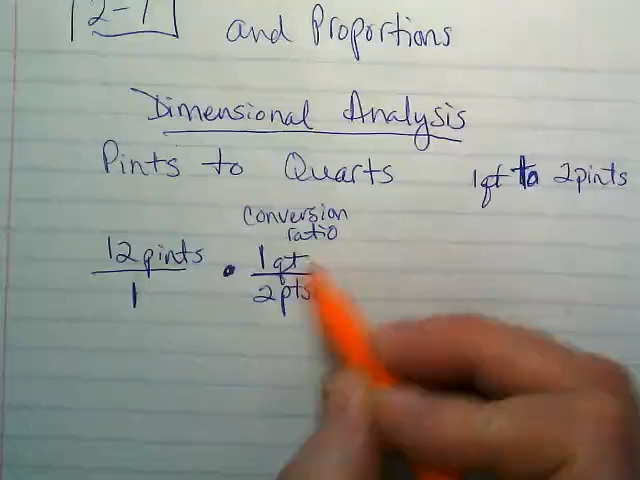 2-7
and Proportions
Dimensional Analysis
Pints to Quarts
1qt to 2pints
conversion
ratio
12pints
1
•
1qt
2pts